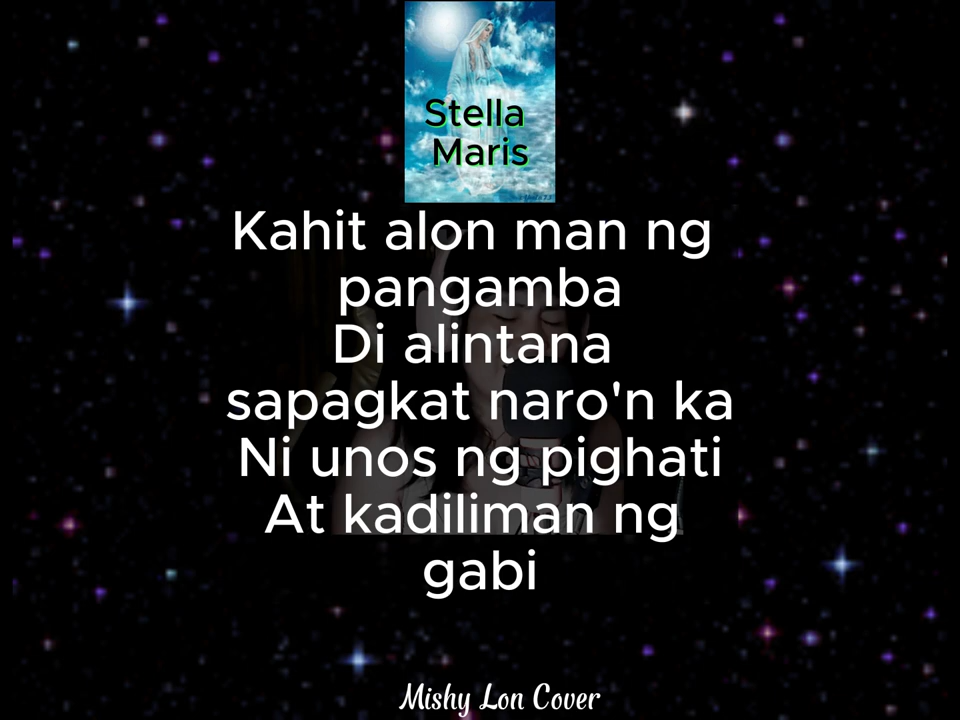 Stella
Maris
Kahit alon man ng
pangamba
Di alintana
sapagkat naro'n ka
Ni unos ng pighati
At kadiliman ng
gabi
Mishy Lon Cover